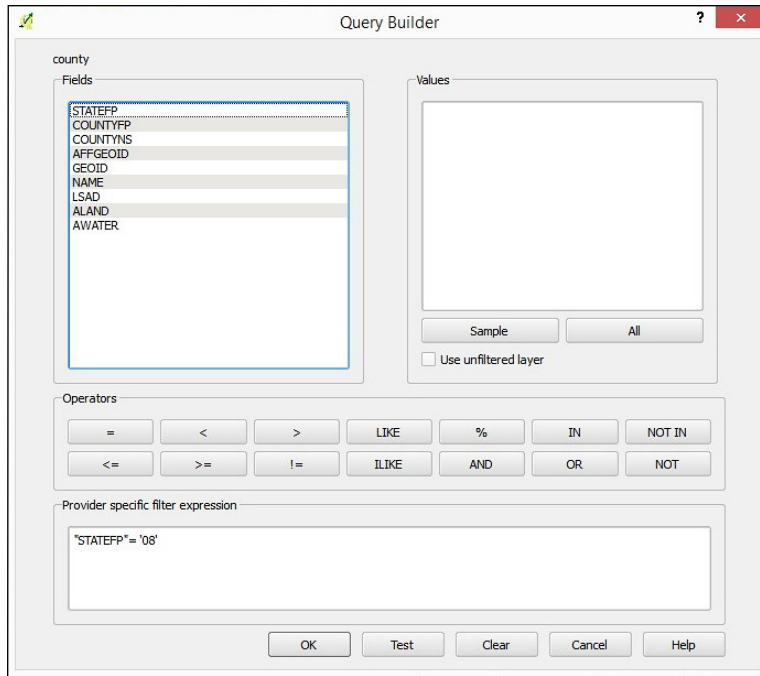 Query Builder
?
×
county
Fields
STATEFP
COUNTYFP
COUNTYNS
AFFGEOID
GEOID
NAME
LSAD
ALAND
AWATER
Values
Sample
All
Use unfiltered layer
Operators
= < > LIKE % IN NOT IN
<= >= != ILIKE AND OR NOT
Provider specific filter expression
"STATEFP"= '08'
OK Test Clear Cancel Help